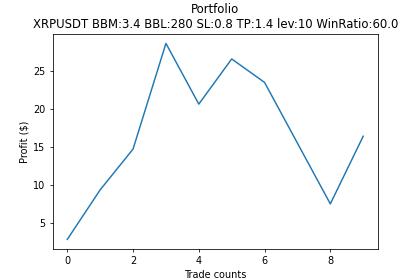 Portfolio
XRPUSDT BBM:3.4 BBL:280 SL:0.8 TP:1.4 lev:10 WinRatio:60.0
25
20
15
10
5
Profit ($)
0 2 4 6 8
Trade counts